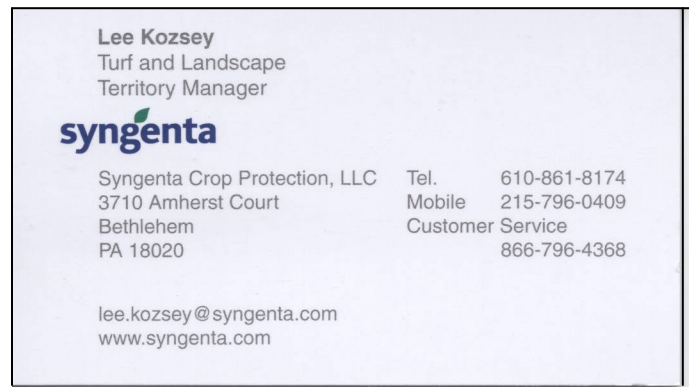 Lee Kozsey
Turf and Landscape
Territory Manager
syngenta
Syngenta Crop Protection, LLC
3710 Amherst Court
Bethlehem
PA 18020
Tel. 610-861-8174
Mobile 215-796-0409
Customer Service
866-796-4368
lee.kozsey@syngenta.com
www.syngenta.com